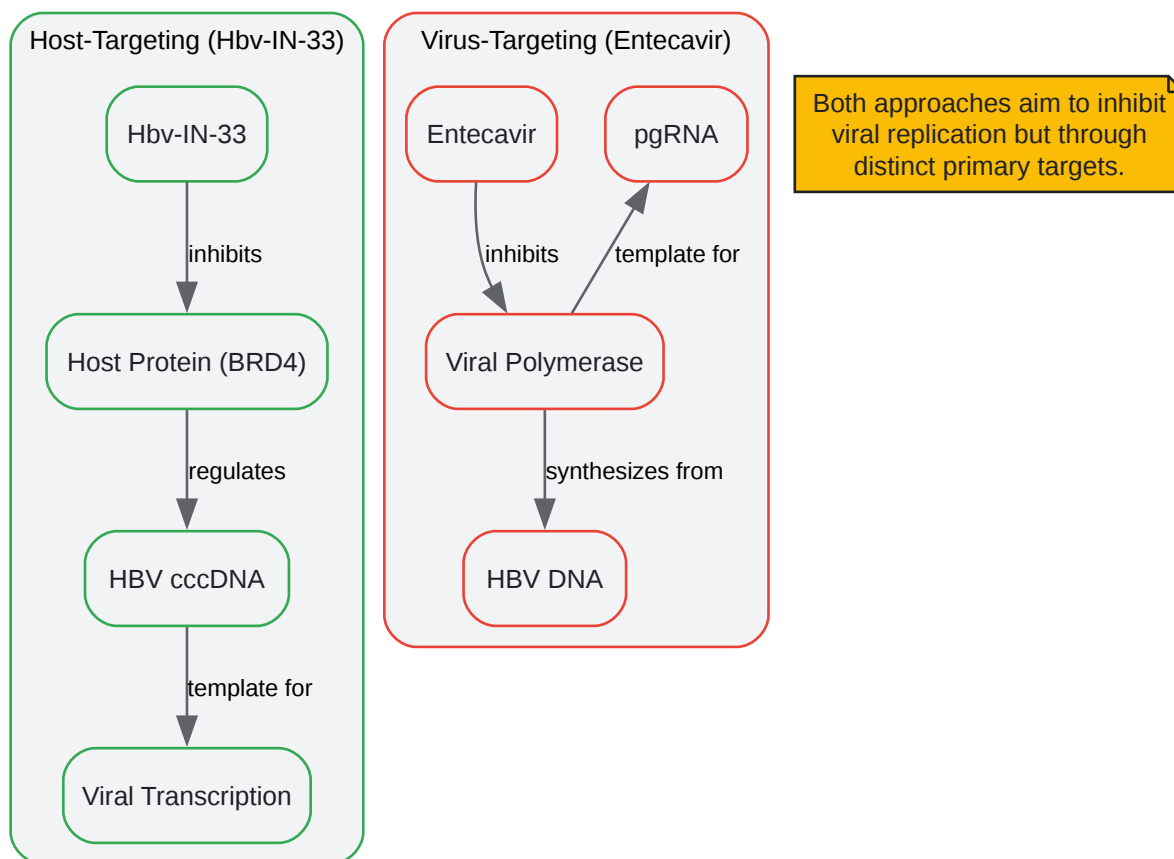 Host-Targeting (Hbv-IN-33)
Hbv-IN-33
inhibits
Host Protein (BRD4)
regulates
HBV cccDNA
template for
Viral Transcription
Virus-Targeting (Entecavir)
Entecavir
pgRNA
inhibits
template for
Viral Polymerase
synthesizes from
HBV DNA
Both approaches aim to inhibit
viral replication but through
distinct primary targets.